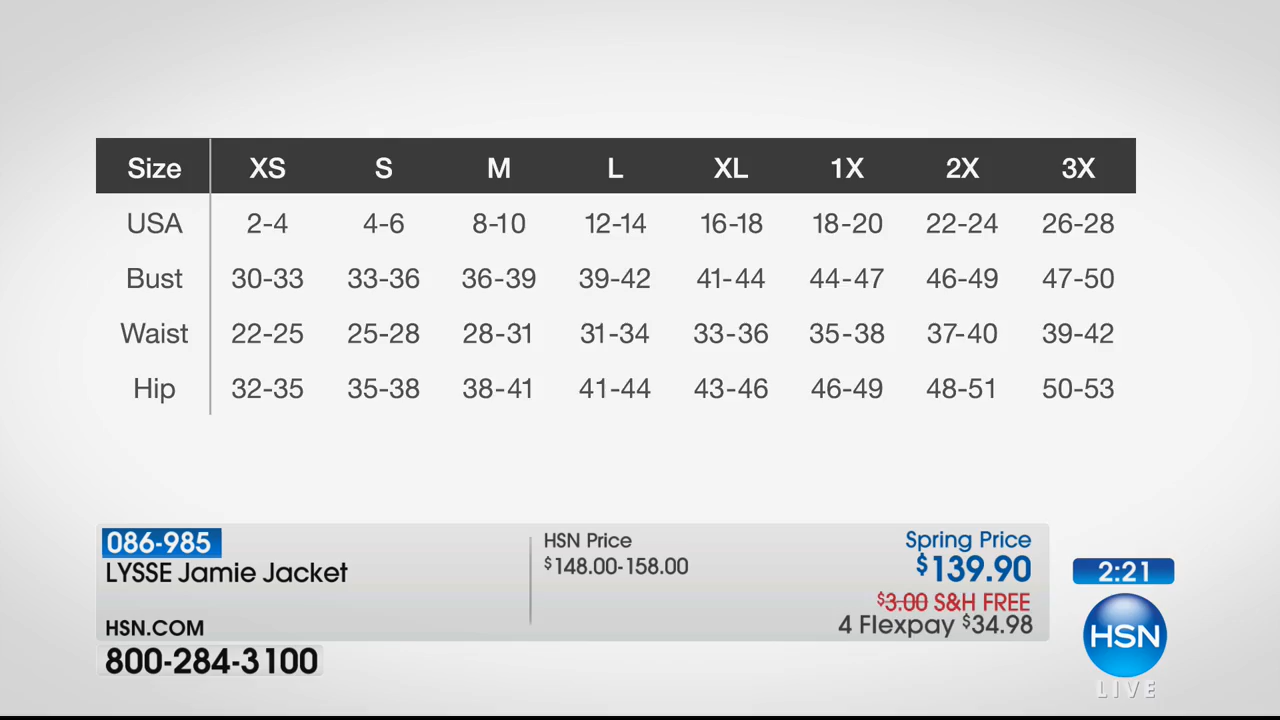 Size XS S M L XL 1X 2X 3X
USA 2-4 4-6 8-10 12-14 16-18 18-20 22-24 26-28
Bust 30-33 33-36 36-39 39-42 41-44 44-47 46-49 47-50
Waist 22-25 25-28 28-31 31-34 33-36 35-38 37-40 39-42
Hip 32-35 35-38 38-41 41-44 43-46 46-49 48-51 50-53
086-985
LYSSE Jamie Jacket
HSN.COM
800-284-3100
HSN Price
$148.00-158.00
Spring Price
$139.90
$3.00 S&H FREE
4 Flexpay $34.98
2:21
HSN
LIVE